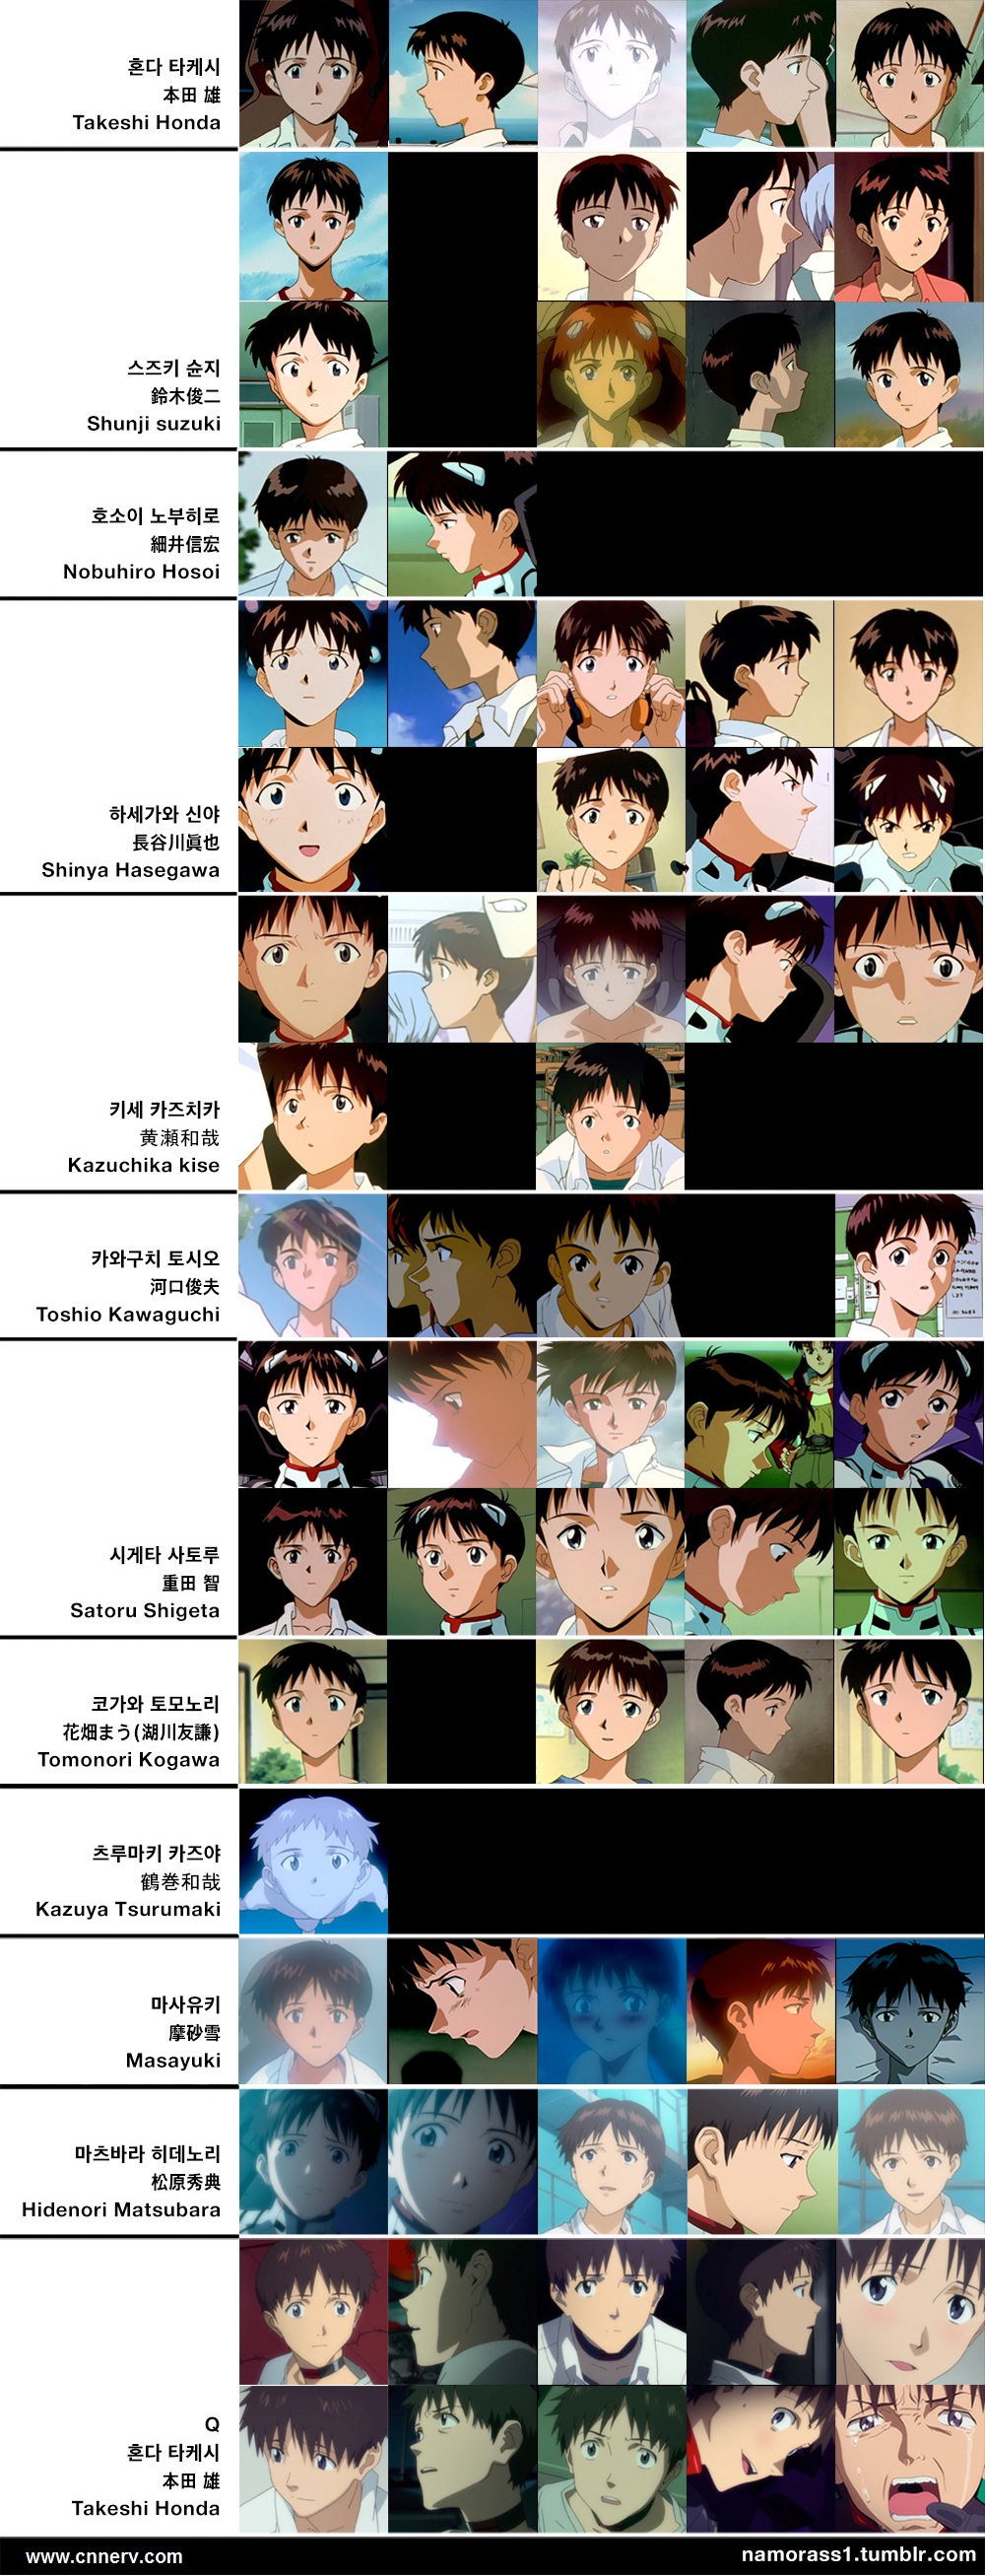 혼다 타케시
本田 雄
Takeshi Honda
스즈키 슌지
鈴木俊二
Shunji suzuki
호소이 노부히로
細井信宏
Nobuhiro Hosoi
하세가와 신야
長谷川眞也
Shinya Hasegawa
키세 카즈치카
黄瀬和哉
Kazuchika kise
카와구치 토시오
河口俊夫
Toshio Kawaguchi
시게타 사토루
重田 智
Satoru Shigeta
코가와 토모노리
花畑まう(湖川友謙)
Tomonori Kogawa
츠루마키 카즈야
鶴巻和哉
Kazuya Tsurumaki
마사유키
摩砂雪
Masayuki
마츠바라 히데노리
松原秀典
Hidenori Matsubara
Q
혼다 타케시
本田 雄
Takeshi Honda
www.cnnerv.com
namorass1.tumblr.com